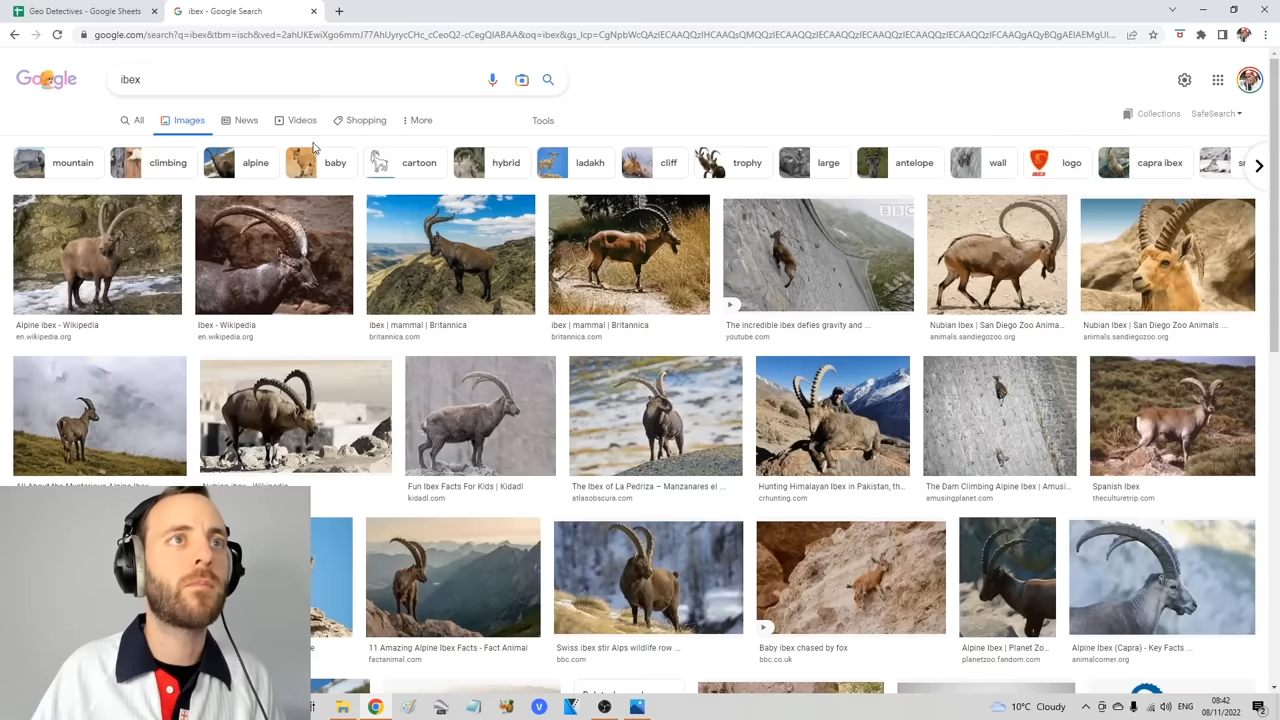 Geo Detectives - Google Sheets
ibex - Google Search
google.com/search?q=ibex&tbm=isch&ved=
ibex
All
Images
News
Videos
Shopping
More
Tools
Collections
SafeSearch
mountain
climbing
alpine
baby
cartoon
hybrid
ladakh
cliff
trophy
large
antelope
wall
logo
capra ibex
BBC
Alpine ibex - Wikipedia
en.wikipedia.org
Ibex - Wikipedia
en.wikipedia.org
ibex | mammal | Britannica
britannica.com
ibex | mammal | Britannica
britannica.com
The incredible ibex defies gravity and ...
youtube.com
Nubian Ibex | San Diego Zoo Anima...
animals.sandiegozoo.org
Nubian Ibex | San Diego Zoo Animals ...
animals.sandiegozoo.org
Fun Ibex Facts For Kids | Kidadl
kidadl.com
The Ibex of La Pedriza – Manzanares el ...
atlasobscura.com
Hunting Himalayan Ibex in Pakistan, th...
crhunting.com
The Dam Climbing Alpine Ibex | Amusi...
amusingplanet.com
Spanish Ibex
theculturetrip.com
11 Amazing Alpine Ibex Facts - Fact Animal
factanimal.com
Swiss ibex stir Alps wildlife row ...
bbc.com
Baby ibex chased by fox
bbc.co.uk
Alpine Ibex | Planet Zo...
planetzoo.fandom.com
Alpine Ibex (Capra) - Key Facts ...
animalcorner.org
10°C Cloudy
ENG
08:42
08/11/2022